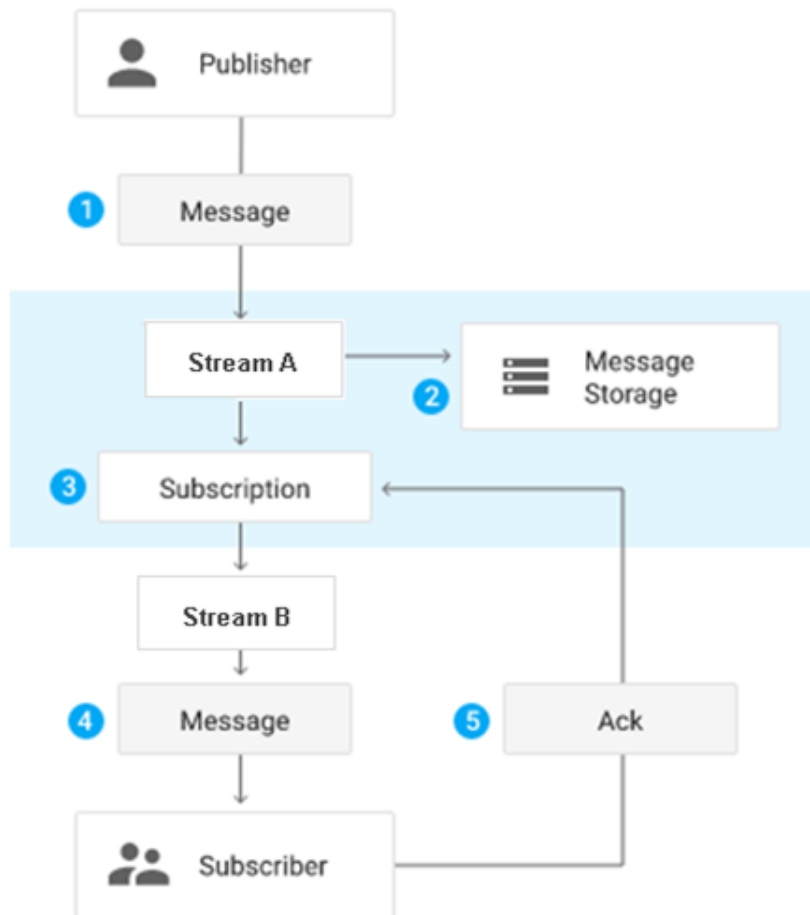 Publisher
1
Message
Stream A
Message
Storage
2
3
Subscription
Stream B
4
Message
5
Ack
Subscriber